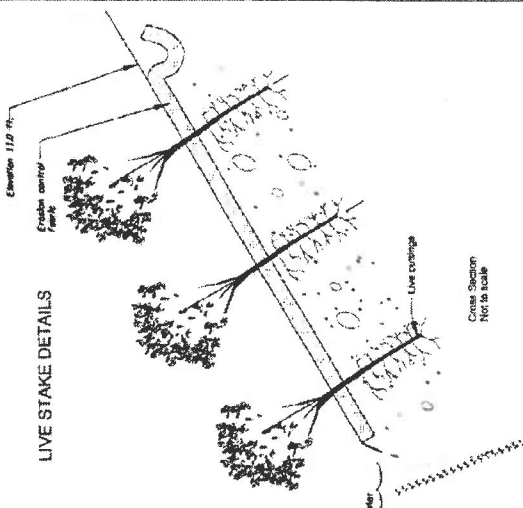 Elevation 11.0 ft.
Erosion control
Fabric
LIVE STAKE DETAILS
Live cuttings
Cross Section
Not to scale